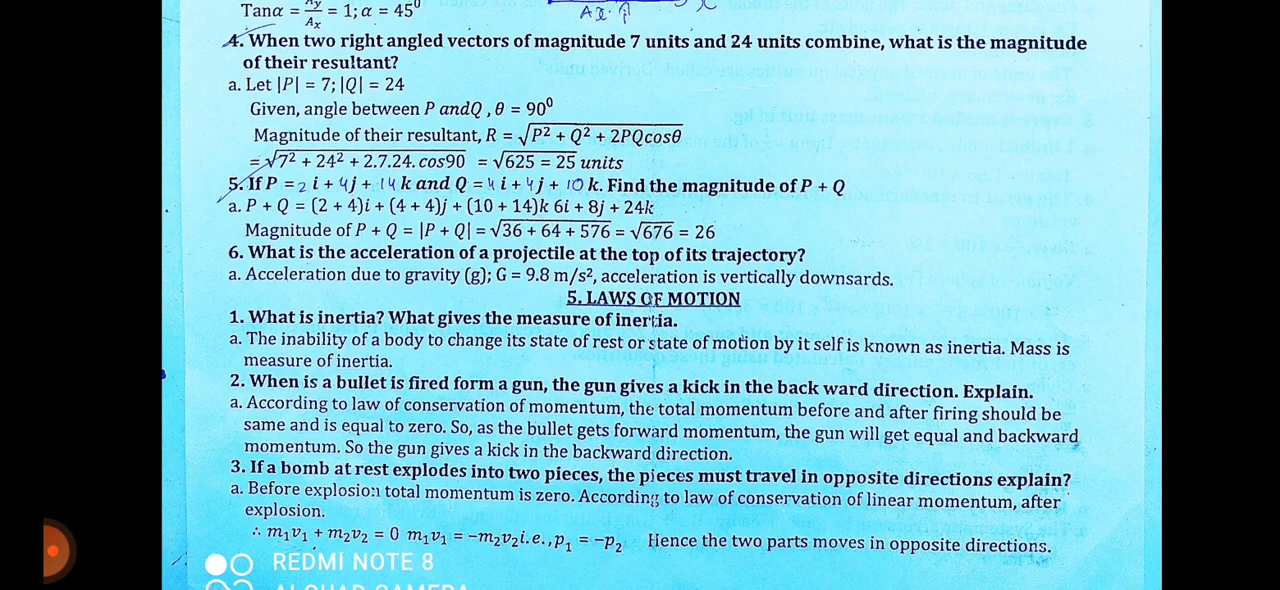 Tanα = Ay/Ax = 1; α = 45⁰
4. When two right angled vectors of magnitude 7 units and 24 units combine, what is the magnitude
of their resultant?
a. Let |P| = 7; |Q| = 24
Given, angle between P andQ , θ = 90⁰
Magnitude of their resultant, R = √P² + Q² + 2PQcosθ
= √7² + 24² + 2.7.24. cos90 = √625 = 25 units
5. If P = 2 i + 4j + 14 k and Q = 4 i + 4j + 10 k. Find the magnitude of P + Q
a. P + Q = (2 + 4)i + (4 + 4)j + (10 + 14)k 6i + 8j + 24k
Magnitude of P + Q = |P + Q| = √36 + 64 + 576 = √676 = 26
6. What is the acceleration of a projectile at the top of its trajectory?
a. Acceleration due to gravity (g); G = 9.8 m/s², acceleration is vertically downsards.
5. LAWS OF MOTION
1. What is inertia? What gives the measure of inertia.
a. The inability of a body to change its state of rest or state of motion by it self is known as inertia. Mass is
measure of inertia.
2. When is a bullet is fired form a gun, the gun gives a kick in the back ward direction. Explain.
a. According to law of conservation of momentum, the total momentum before and after firing should be
same and is equal to zero. So, as the bullet gets forward momentum, the gun will get equal and backward
momentum. So the gun gives a kick in the backward direction.
3. If a bomb at rest explodes into two pieces, the pieces must travel in opposite directions explain?
a. Before explosion total momentum is zero. According to law of conservation of linear momentum, after
explosion.
∴ m₁v₁ + m₂v₂ = 0 m₁v₁ = −m₂v₂i.e.,p₁ = −p₂ Hence the two parts moves in opposite directions.
REDMI NOTE 8